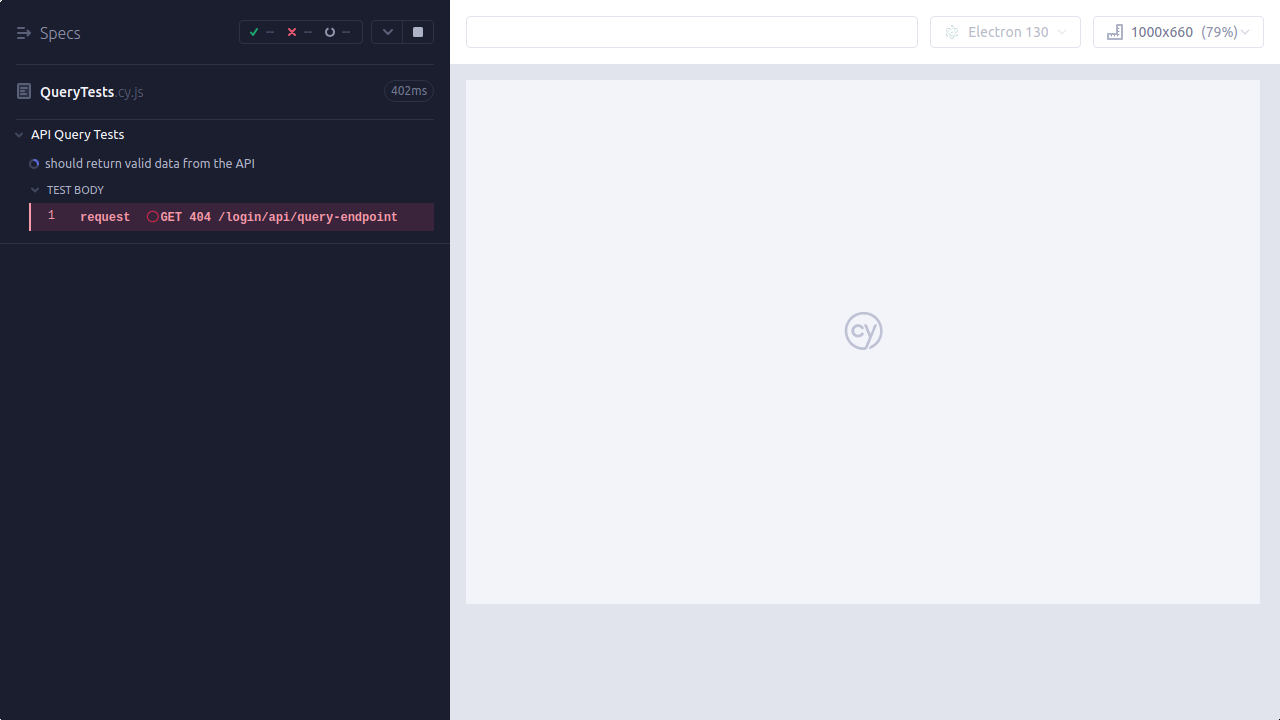 Specs
-- -- --
QueryTests.cy.js
402ms
API Query Tests
should return valid data from the API
TEST BODY
1 request GET 404 /login/api/query-endpoint
Electron 130
1000x660 (79%)
cy